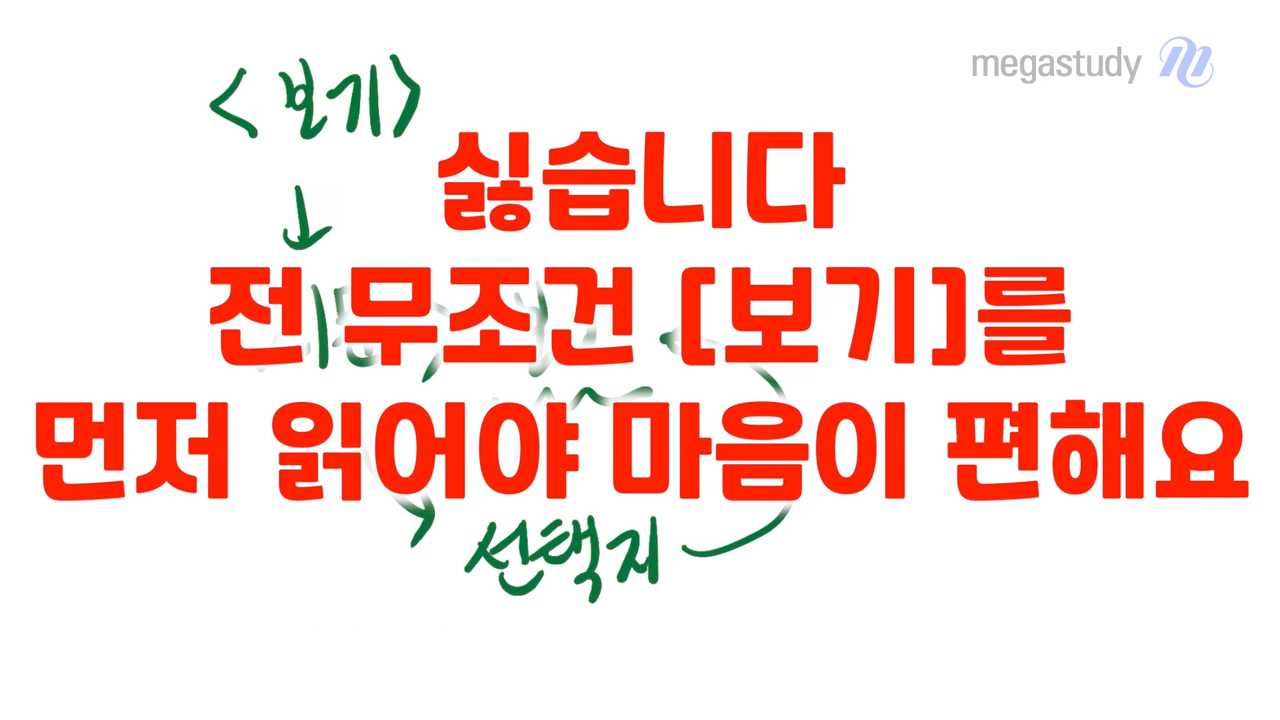 megastudy
<보기>
싫습니다
전 무조건 [보기]를
먼저 읽어야 마음이 편해요
선택지